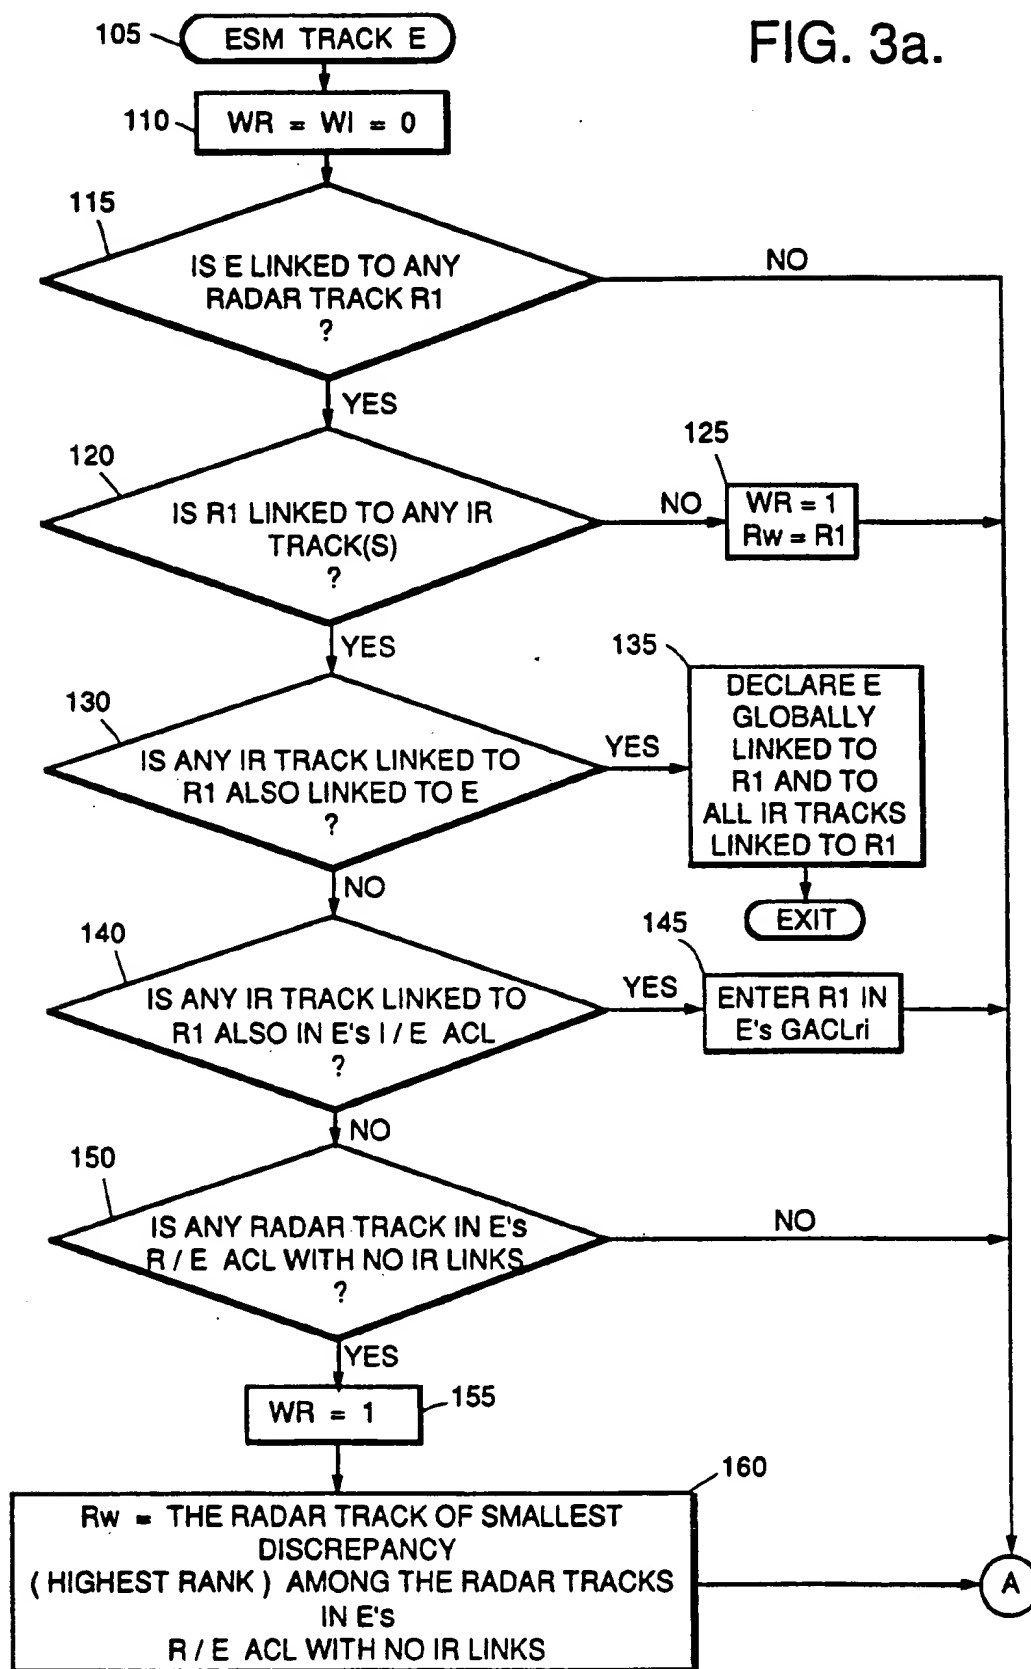 FIG. 3a.
105
ESM TRACK E
110
WR = WI = 0
115
IS E LINKED TO ANY
RADAR TRACK R1
?
NO
YES
120
IS R1 LINKED TO ANY IR
TRACK(S)
?
NO
125
WR = 1
Rw = R1
YES
130
IS ANY IR TRACK LINKED TO
R1 ALSO LINKED TO E
?
YES
135
DECLARE E
GLOBALLY
LINKED TO
R1 AND TO
ALL IR TRACKS
LINKED TO R1
EXIT
NO
140
IS ANY IR TRACK LINKED TO
R1 ALSO IN E's I / E ACL
?
YES
145
ENTER R1 IN
E's GACLri
NO
150
IS ANY RADAR TRACK IN E's
R / E ACL WITH NO IR LINKS
?
NO
YES
WR = 1
155
160
Rw = THE RADAR TRACK OF SMALLEST
DISCREPANCY
( HIGHEST RANK ) AMONG THE RADAR TRACKS
IN E's
R / E ACL WITH NO IR LINKS
A